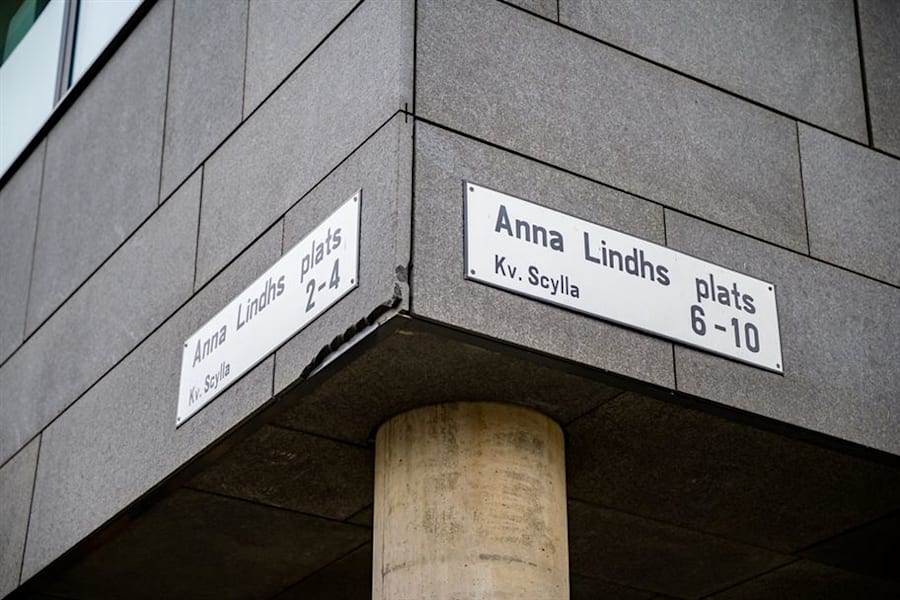 Anna Lindhs plats
2-4
Kv. Scylla
Anna Lindhs plats
Kv. Scylla
6-10